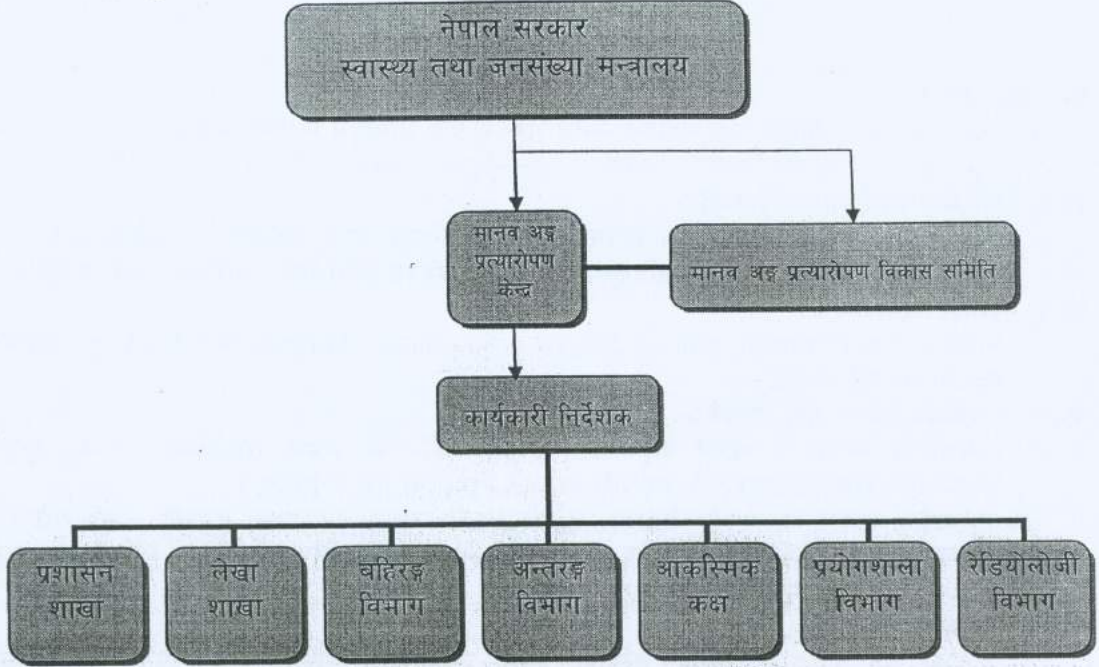 नेपाल सरकार
स्वास्थ्य तथा जनसंख्या मन्त्रालय
मानव अङ्ग
प्रत्यारोपण
केन्द्र
मानव अङ्ग प्रत्यारोपण विकास समिति
कार्यकारी निर्देशक
प्रशासन
शाखा
लेखा
शाखा
बहिरङ्ग
विभाग
अन्तरङ्ग
विभाग
आकस्मिक
कक्ष
प्रयोगशाला
विभाग
रेडियोलोजी
विभाग